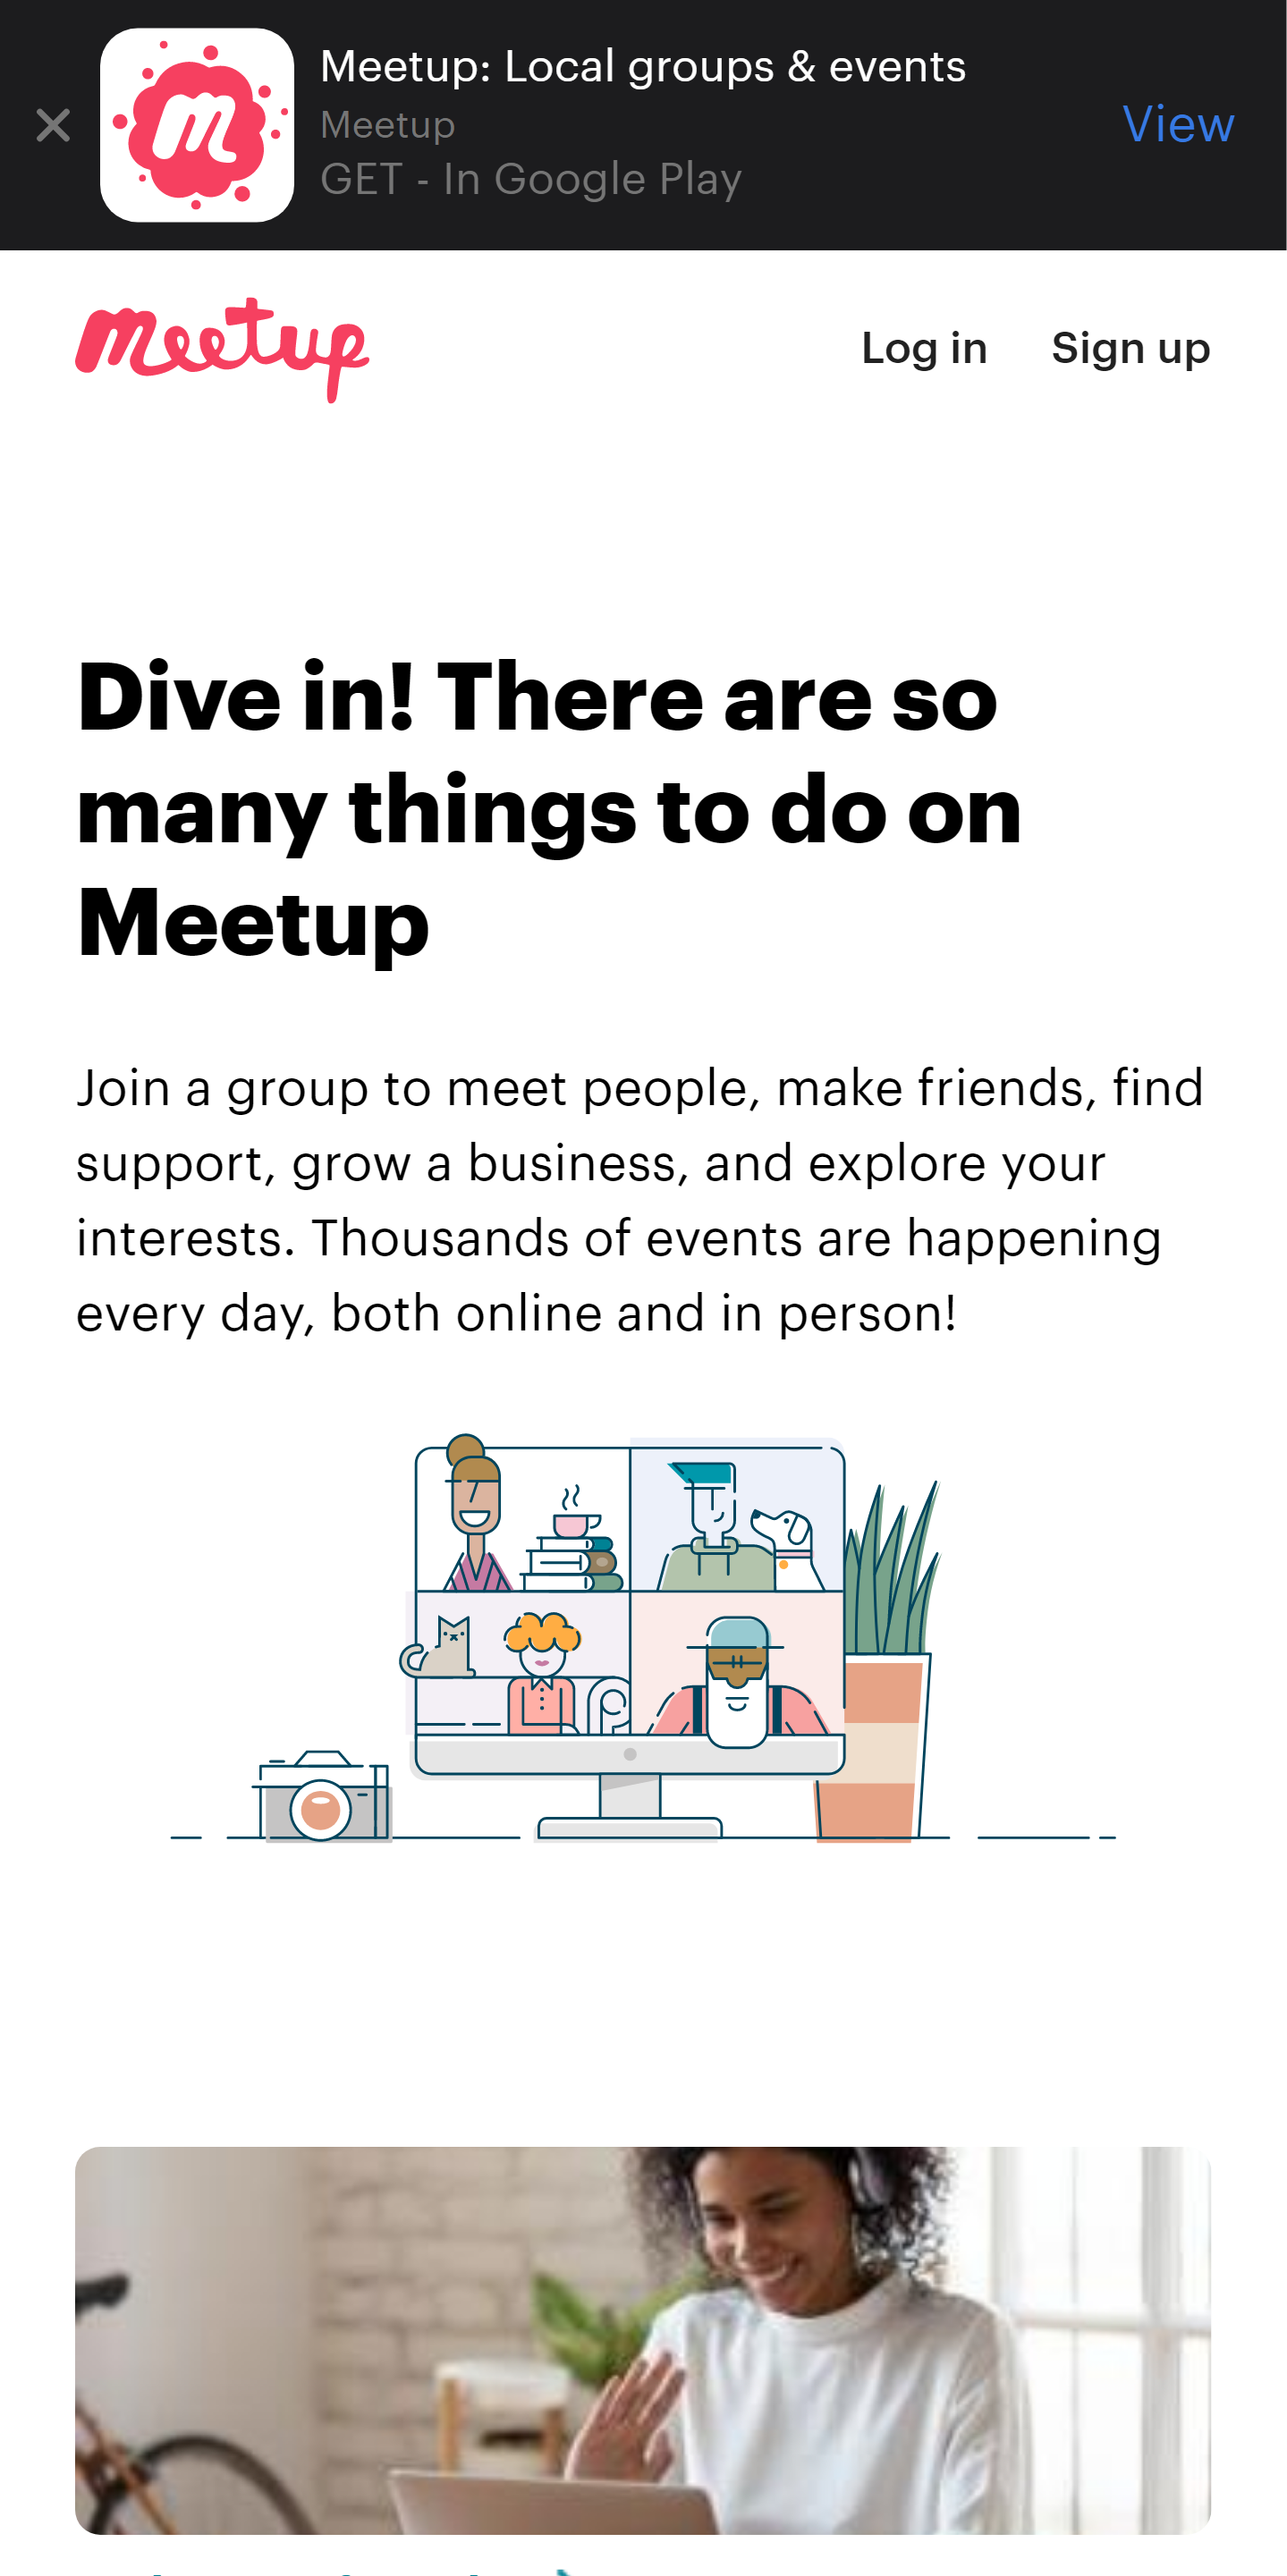 Meetup: Local groups & events
Meetup
GET - In Google Play
View
meetup
Log in
Sign up
Dive in! There are so
many things to do on
Meetup
Join a group to meet people, make friends, find
support, grow a business, and explore your
interests. Thousands of events are happening
every day, both online and in person!